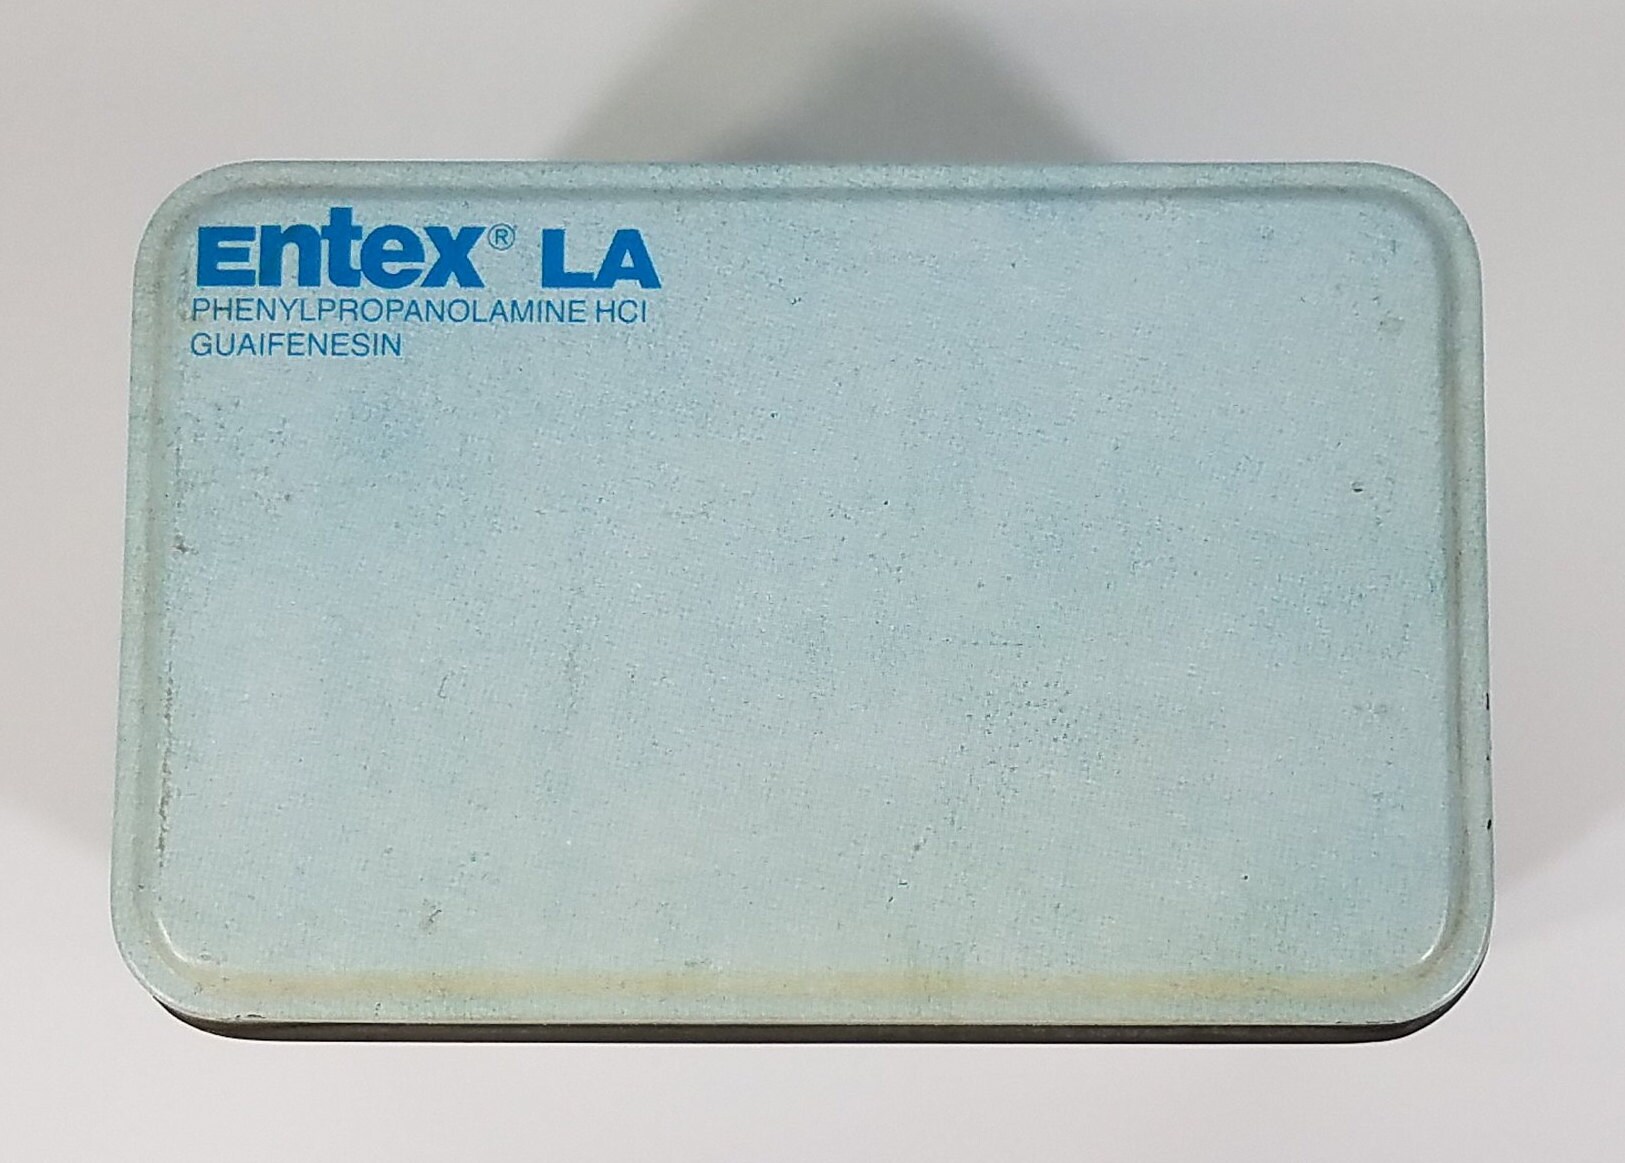 Entex® LA
PHENYLPROPANOLAMINE HCl
GUAIFENESIN